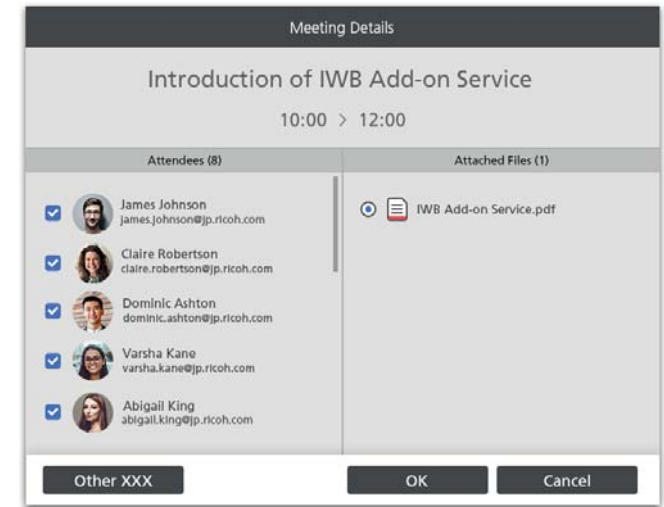 Meeting Details
Introduction of IWB Add-on Service
10:00 > 12:00
Attendees (8)
Attached Files (1)
James Johnson
james.johnson@jp.ricoh.com
IWB Add-on Service.pdf
Claire Robertson
claire.robertson@jp.ricoh.com
Dominic Ashton
dominic.ashton@jp.ricoh.com
Varsha Kane
varsha.kane@jp.ricoh.com
Abigail King
abigail.king@jp.ricoh.com
Other XXX
OK
Cancel